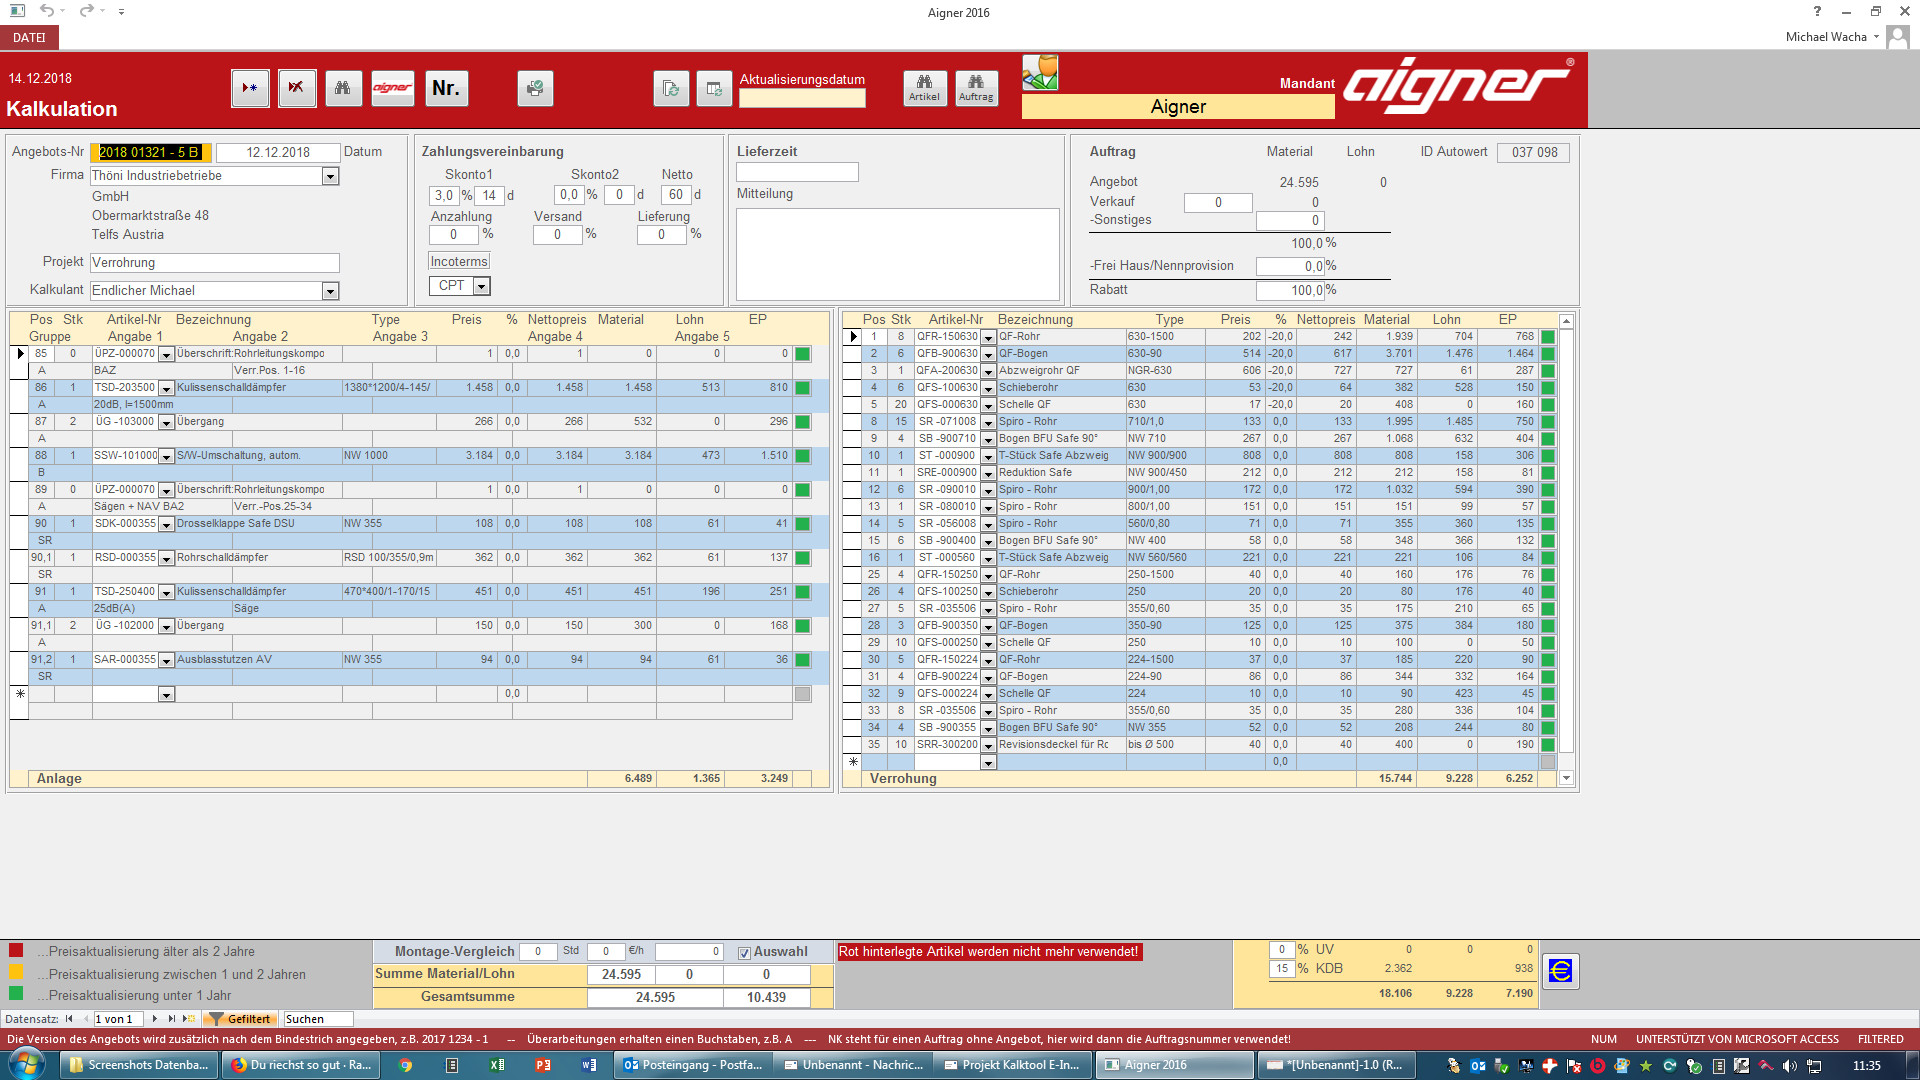 Aigner 2016
DATEI
Michael Wacha
14.12.2018
Kalkulation
Nr.
aigner
Aktualisierungsdatum
Artikel
Auftrag
Mandant
Aigner
aigner®
Angebots-Nr 2018 01321 - 5 B 12.12.2018 Datum
Firma Thöni Industriebetriebe
GmbH
Obermarktstraße 48
Telfs Austria
Projekt Verrohrung
Kalkulant Endlicher Michael
Zahlungsvereinbarung
Skonto1 Skonto2 Netto
3,0 % 14 d 0,0 % 0 d 60 d
Anzahlung Versand Lieferung
0 % 0 % 0 %
Incoterms
CPT
Lieferzeit
Mitteilung
Auftrag Material Lohn ID Autowert 037 098
Angebot 24.595 0
Verkauf 0 0
-Sonstiges 0
100,0 %
-Frei Haus/Nennprovision 0,0 %
Rabatt 100,0 %
Pos Stk Artikel-Nr Bezeichnung Type Preis % Nettopreis Material Lohn EP
Gruppe Angabe 1 Angabe 2 Angabe 3 Angabe 4 Angabe 5
85 0 ÜPZ-000070 Überschrift:Rohrleitungskompo 1 0,0 1 0 0 0
A BAZ Verr.Pos. 1-16
86 1 TSD-203500 Kulissenschalldämpfer 1380*1200/4-145/ 1.458 0,0 1.458 1.458 513 810
A 20dB, l=1500mm
87 2 ÜG -103000 Übergang 266 0,0 266 532 0 296
A
88 1 SSW-101000 S/W-Umschaltung, autom. NW 1000 3.184 0,0 3.184 3.184 473 1.510
B
89 0 ÜPZ-000070 Überschrift:Rohrleitungskompo 1 0,0 1 0 0 0
A Sägen + NAV BA2 Verr.-Pos.25-34
90 1 SDK-000355 Drosselklappe Safe DSU NW 355 108 0,0 108 108 61 41
SR
90,1 1 RSD-000355 Rohrschalldämpfer RSD 100/355/0,9m 362 0,0 362 362 61 137
SR
91 1 TSD-250400 Kulissenschalldämpfer 470*400/1-170/15 451 0,0 451 451 196 251
A 25dB(A) Säge
91,1 2 ÜG -102000 Übergang 150 0,0 150 300 0 168
A
91,2 1 SAR-000355 Ausblasstutzen AV NW 355 94 0,0 94 94 61 36
SR
0,0
Anlage 6.489 1.365 3.249
Pos Stk Artikel-Nr Bezeichnung Type Preis % Nettopreis Material Lohn EP
1 8 QFR-150630 QF-Rohr 630-1500 202 -20,0 242 1.939 704 768
2 6 QFB-900630 QF-Bogen 630-90 514 -20,0 617 3.701 1.476 1.464
3 1 QFA-200630 Abzweigrohr QF NGR-630 606 -20,0 727 727 61 287
4 6 QFS-100630 Schieberohr 630 53 -20,0 64 382 528 150
5 20 QFS-000630 Schelle QF 630 17 -20,0 20 408 0 160
8 15 SR -071008 Spiro - Rohr 710/1,0 133 0,0 133 1.995 1.485 750
9 4 SB -900710 Bogen BFU Safe 90° NW 710 267 0,0 267 1.068 632 404
10 1 ST -000900 T-Stück Safe Abzweig NW 900/900 808 0,0 808 808 158 306
11 1 SRE-000900 Reduktion Safe NW 900/450 212 0,0 212 212 158 81
12 6 SR -090010 Spiro - Rohr 900/1,00 172 0,0 172 1.032 594 390
13 1 SR -080010 Spiro - Rohr 800/1,00 151 0,0 151 151 99 57
14 5 SR -056008 Spiro - Rohr 560/0,80 71 0,0 71 355 360 135
15 6 SB -900400 Bogen BFU Safe 90° NW 400 58 0,0 58 348 366 132
16 1 ST -000560 T-Stück Safe Abzweig NW 560/560 221 0,0 221 221 106 84
25 4 QFR-150250 QF-Rohr 250-1500 40 0,0 40 160 176 76
26 4 QFS-100250 Schieberohr 250 20 0,0 20 80 176 40
27 5 SR -035506 Spiro - Rohr 355/0,60 35 0,0 35 175 210 65
28 3 QFB-900350 QF-Bogen 350-90 125 0,0 125 375 384 180
29 10 QFS-000250 Schelle QF 250 10 0,0 10 100 0 50
30 5 QFR-150224 QF-Rohr 224-1500 37 0,0 37 185 220 90
31 4 QFB-900224 QF-Bogen 224-90 86 0,0 86 344 332 164
32 9 QFS-000224 Schelle QF 224 10 0,0 10 90 423 45
33 8 SR -035506 Spiro - Rohr 355/0,60 35 0,0 35 280 336 104
34 4 SB -900355 Bogen BFU Safe 90° NW 355 52 0,0 52 208 244 80
35 10 SRR-300200 Revisionsdeckel für Rc bis Ø 500 40 0,0 40 400 0 190
0,0
Verrohung 15.744 9.228 6.252
...Preisaktualisierung älter als 2 Jahre
...Preisaktualisierung zwischen 1 und 2 Jahren
...Preisaktualisierung unter 1 Jahr
Montage-Vergleich 0 Std 0 €/h 0 Auswahl
Summe Material/Lohn 24.595 0 0
Gesamtsumme 24.595 10.439
Rot hinterlegte Artikel werden nicht mehr verwendet!
0 % UV 0 0 0
15 % KDB 2.362 938
18.106 9.228 7.190
Datensatz: 1 von 1 Gefiltert Suchen
Die Version des Angebots wird zusätzlich nach dem Bindestrich angegeben, z.B. 2017 1234 - 1 -- Überarbeitungen erhalten einen Buchstaben, z.B. A --- NK steht für einen Auftrag ohne Angebot, hier wird dann die Auftragsnummer verwendet!
NUM UNTERSTÜTZT VON MICROSOFT ACCESS FILTERED
Screenshots Datenba... Du riechst so gut - Ra... Posteingang - Postfa... Unbenannt - Nachric... Projekt Kalktool E-In... Aigner 2016 *[Unbenannt]-1.0 (R... 11:35